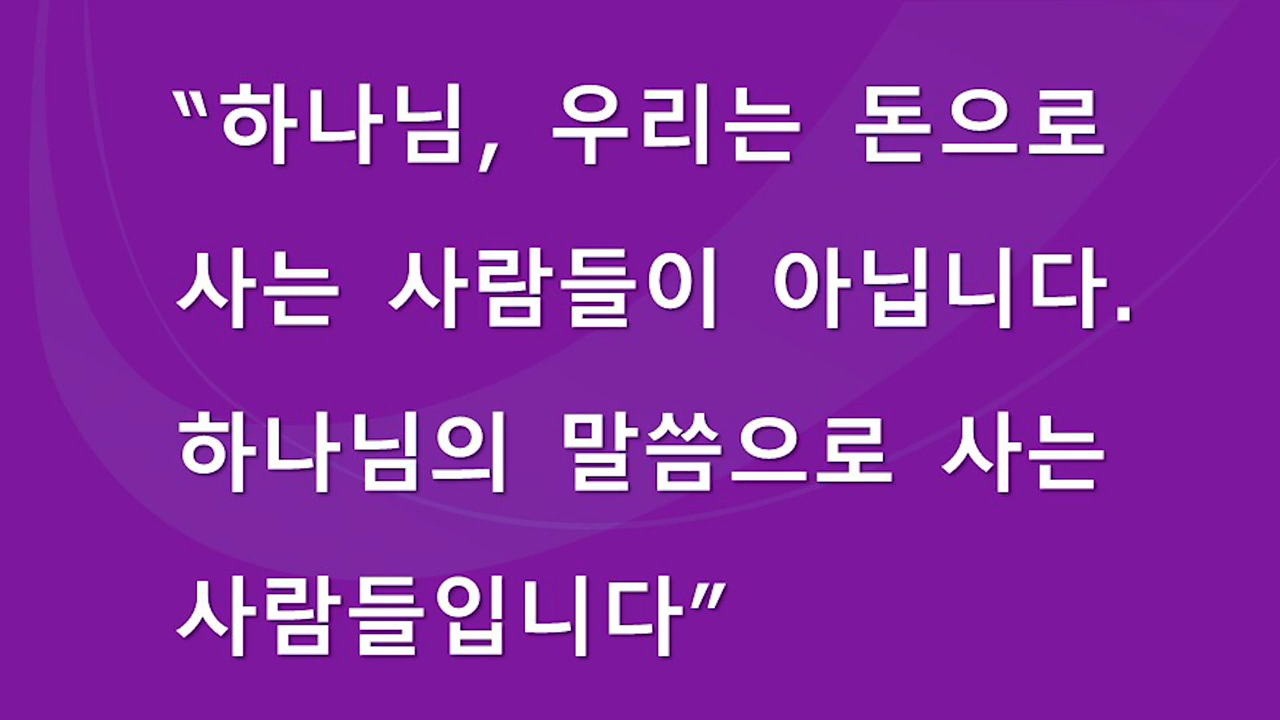 “하나님, 우리는 돈으로
사는 사람들이 아닙니다.
하나님의 말씀으로 사는
사람들입니다”